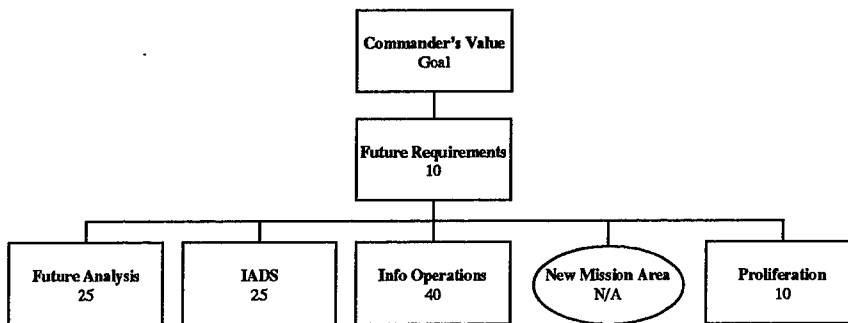 Commander's Value
Goal
Future Requirements
10
Future Analysis
25
IADS
25
Info Operations
40
New Mission Area
N/A
Proliferation
10